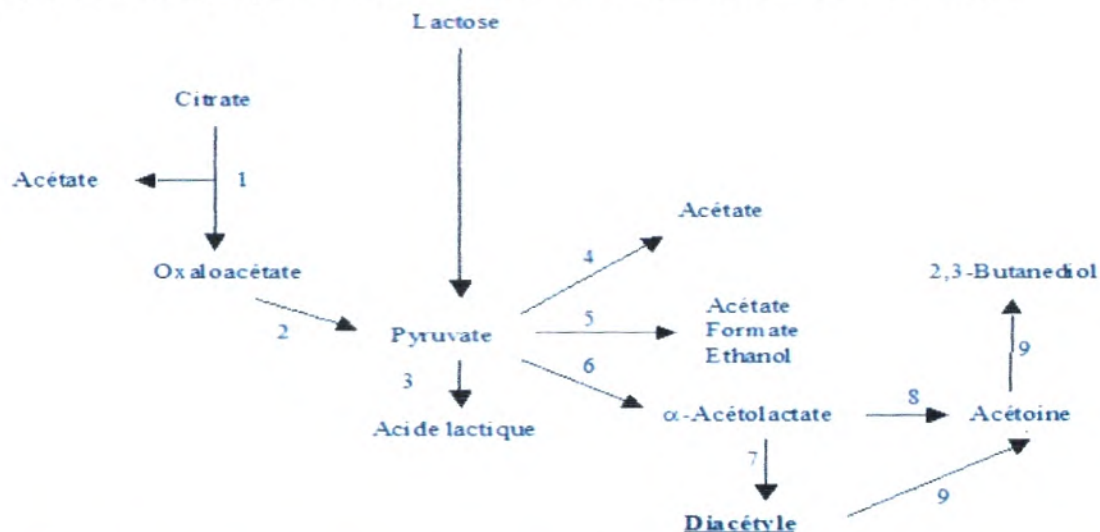 Lactose
Citrate
Acétate
1
Acétate
4
Oxaloacétate
2,3-Butanediol
2
Pyruvate
5
Acétate
Formate
Ethanol
9
3
6
Acide lactique
α-Acétolactate
8
Acétoine
7
9
Diacétyle